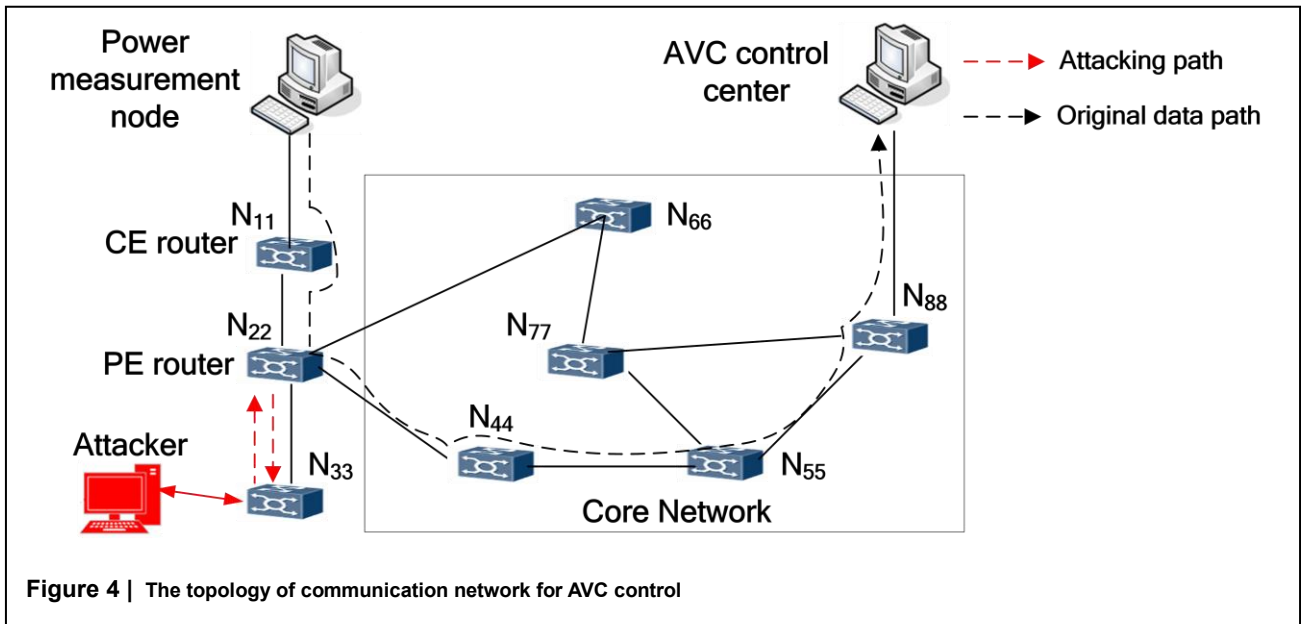 Power
measurement
node
AVC control
center
Attacking path
Original data path
N₁₁
CE router
N₆₆
N₂₂
PE router
N₇₇
N₈₈
N₄₄
Attacker
N₃₃
N₅₅
Core Network
Figure 4 | The topology of communication network for AVC control